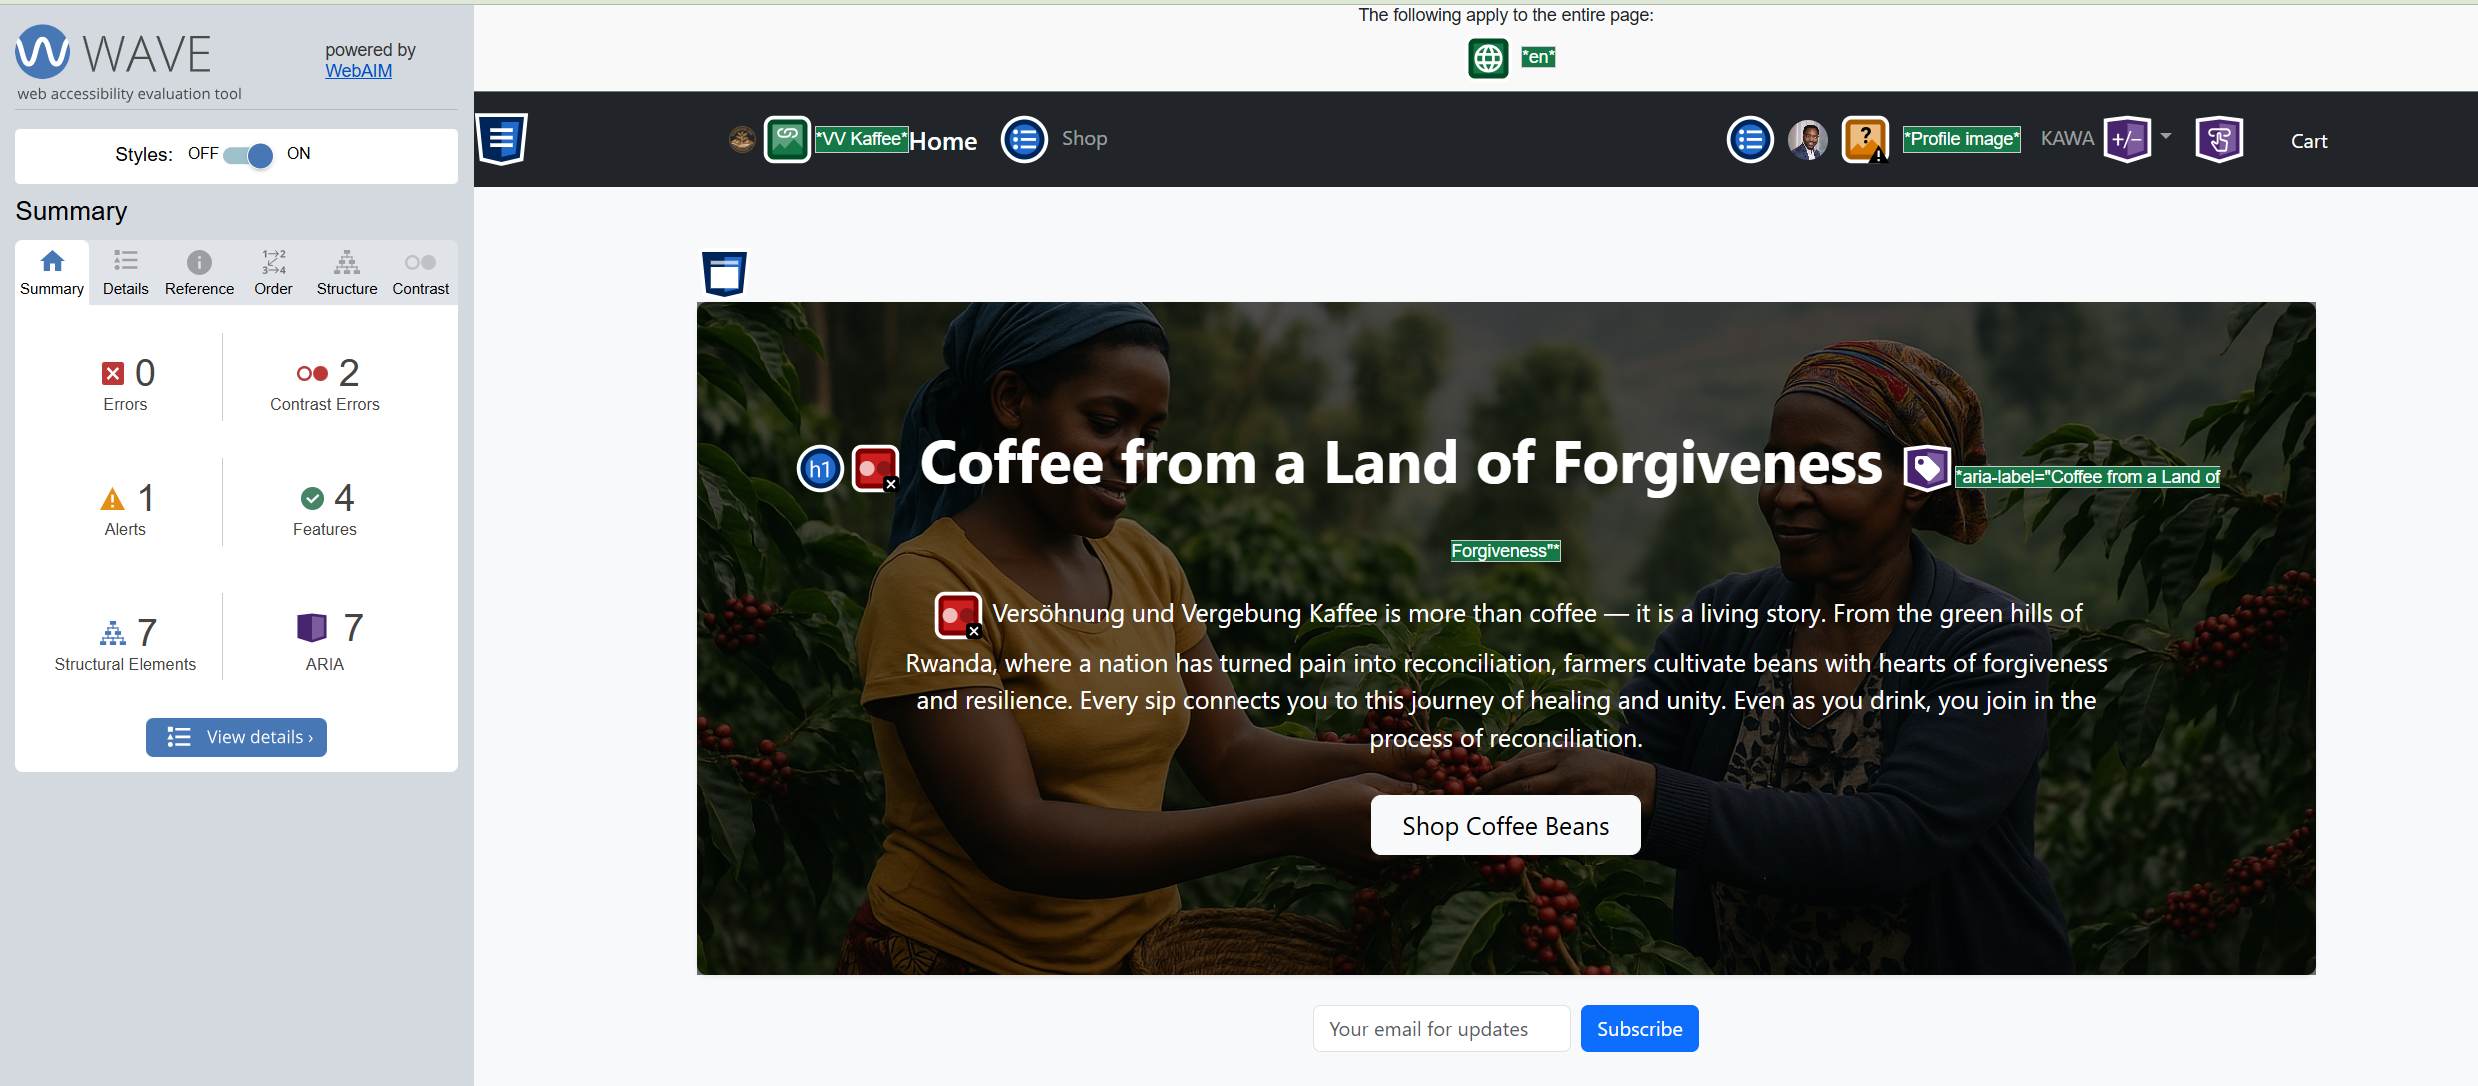 WAVE
powered by
WebAIM
web accessibility evaluation tool
Styles: OFF ON
Summary
Summary Details Reference Order Structure Contrast
0 Errors
2 Contrast Errors
1 Alerts
4 Features
7 Structural Elements
7 ARIA
View details ›
The following apply to the entire page:
*en*
*VV Kaffee* Home Shop *Profile image* KAWA +/− Cart
h1 Coffee from a Land of Forgiveness *aria-label="Coffee from a Land of
Forgiveness"*
Versöhnung und Vergebung Kaffee is more than coffee — it is a living story. From the green hills of
Rwanda, where a nation has turned pain into reconciliation, farmers cultivate beans with hearts of forgiveness
and resilience. Every sip connects you to this journey of healing and unity. Even as you drink, you join in the
process of reconciliation.
Shop Coffee Beans
Your email for updates Subscribe